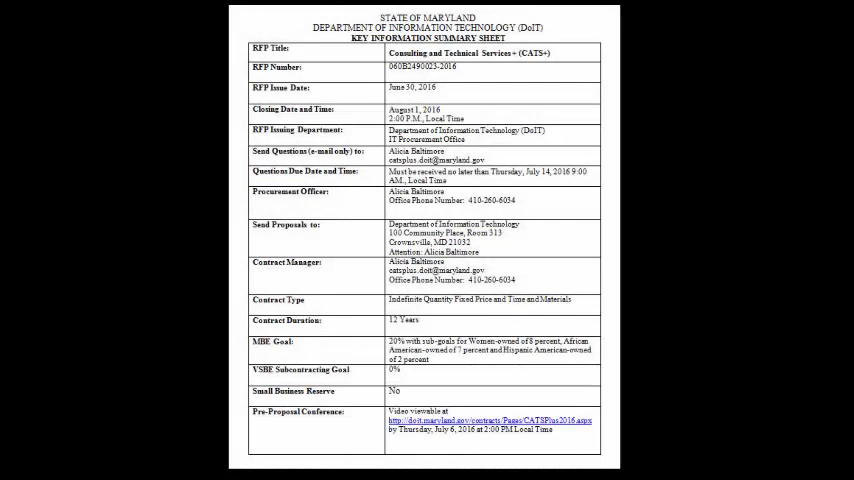 STATE OF MARYLAND
DEPARTMENT OF INFORMATION TECHNOLOGY (DoIT)
KEY INFORMATION SUMMARY SHEET
RFP Title:
Consulting and Technical Services+ (CATS+)
RFP Number:
060B2490023-2016
RFP Issue Date:
June 30, 2016
Closing Date and Time:
August 1, 2016
2:00 P.M., Local Time
RFP Issuing Department:
Department of Information Technology (DoIT)
IT Procurement Office
Send Questions (e-mail only) to:
Alicia Baltimore
catsplus.doit@maryland.gov
Questions Due Date and Time:
Must be received no later than Thursday, July 14, 2016 9:00
AM., Local Time
Procurement Officer:
Alicia Baltimore
Office Phone Number: 410-260-6034
Send Proposals to:
Department of Information Technology
100 Community Place, Room 313
Crownsville, MD 21032
Attention: Alicia Baltimore
Contract Manager:
Alicia Baltimore
catsplus.doit@maryland.gov
Office Phone Number: 410-260-6034
Contract Type
Indefinite Quantity Fixed Price and Time and Materials
Contract Duration:
12 Years
MBE Goal:
20% with sub-goals for Women-owned of 8 percent, African
American-owned of 7 percent and Hispanic American-owned
of 2 percent
VSBE Subcontracting Goal
0%
Small Business Reserve
No
Pre-Proposal Conference:
Video viewable at
http://doit.maryland.gov/contracts/Pages/CATSPlus2016.aspx
by Thursday, July 6, 2016 at 2:00 PM Local Time